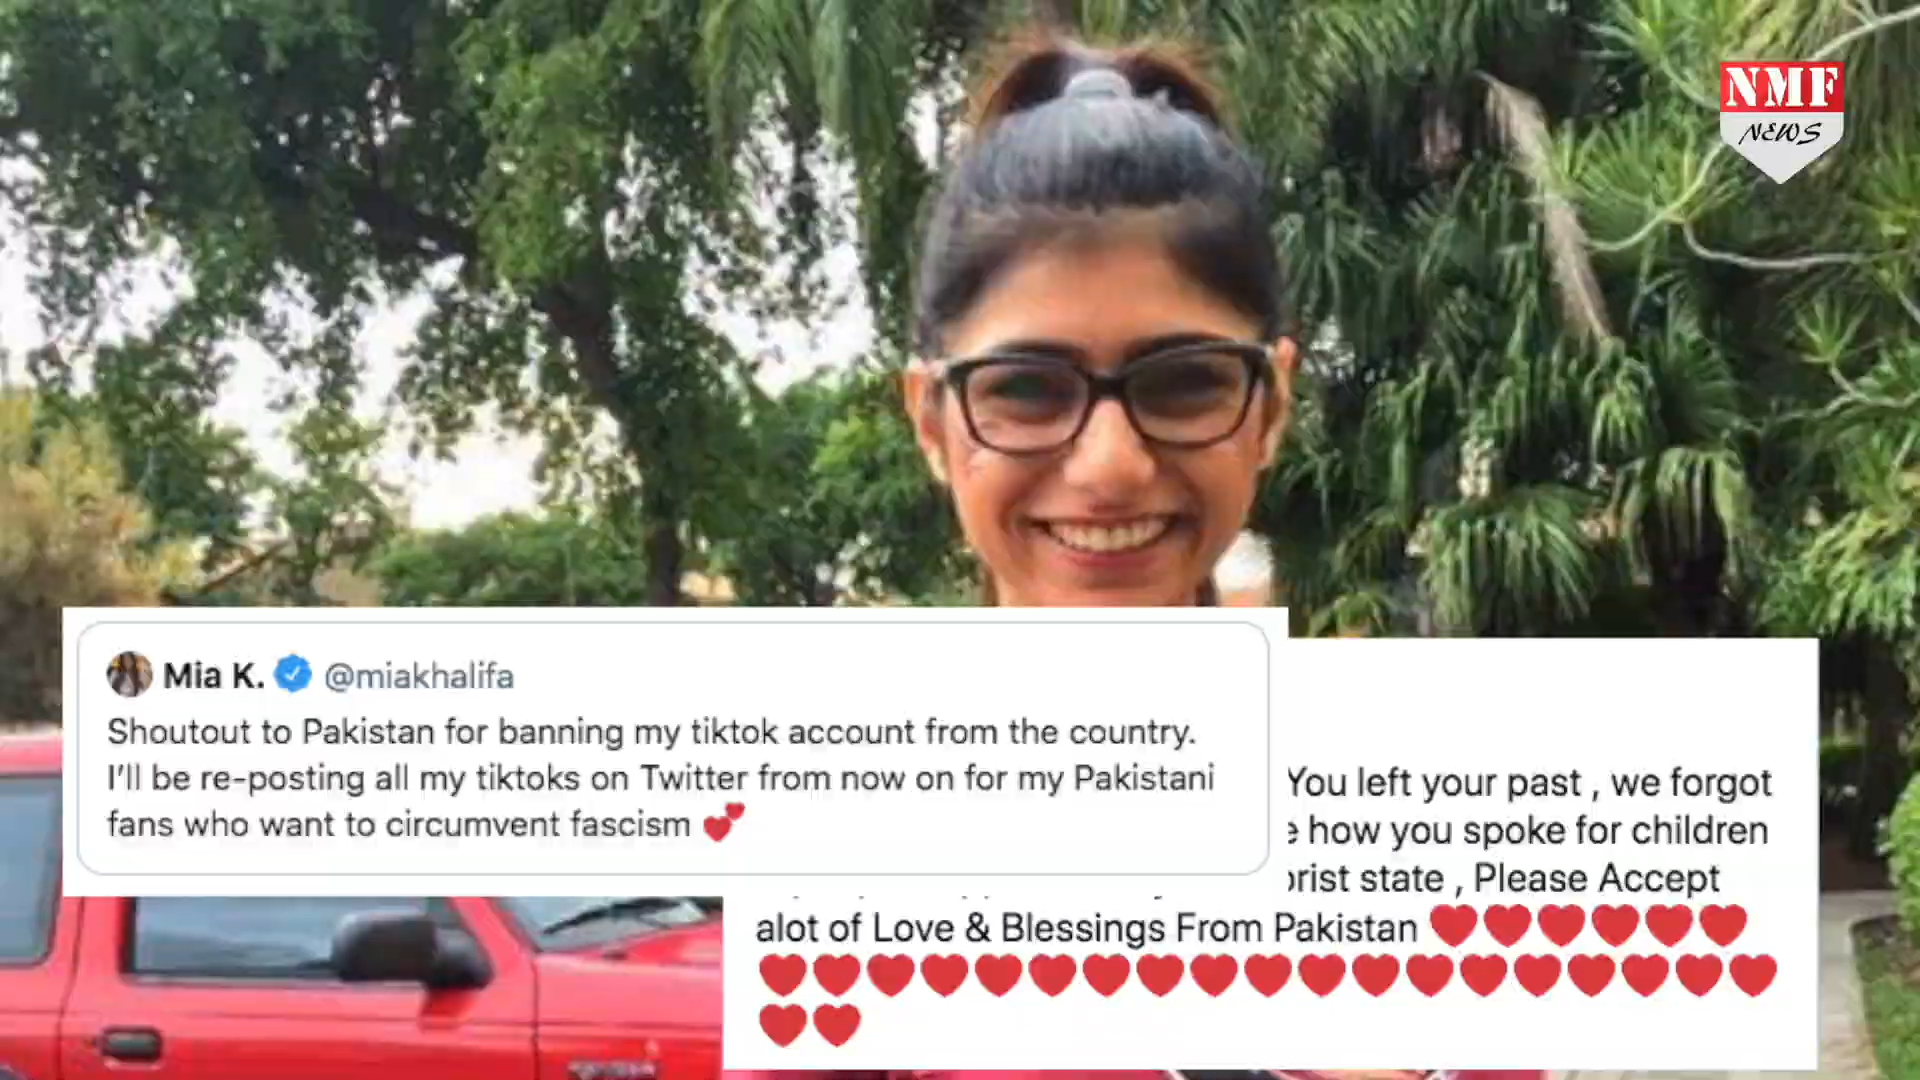 NMF
NEWS
Mia K. @miakhalifa
Shoutout to Pakistan for banning my tiktok account from the country.
I'll be re-posting all my tiktoks on Twitter from now on for my Pakistani
fans who want to circumvent fascism 💕
You left your past , we forgot
how you spoke for children
state , Please Accept
alot of Love & Blessings From Pakistan ❤️❤️❤️❤️❤️❤️
❤️❤️❤️❤️❤️❤️❤️❤️❤️❤️❤️❤️❤️❤️❤️❤️❤️❤️❤️
❤️❤️